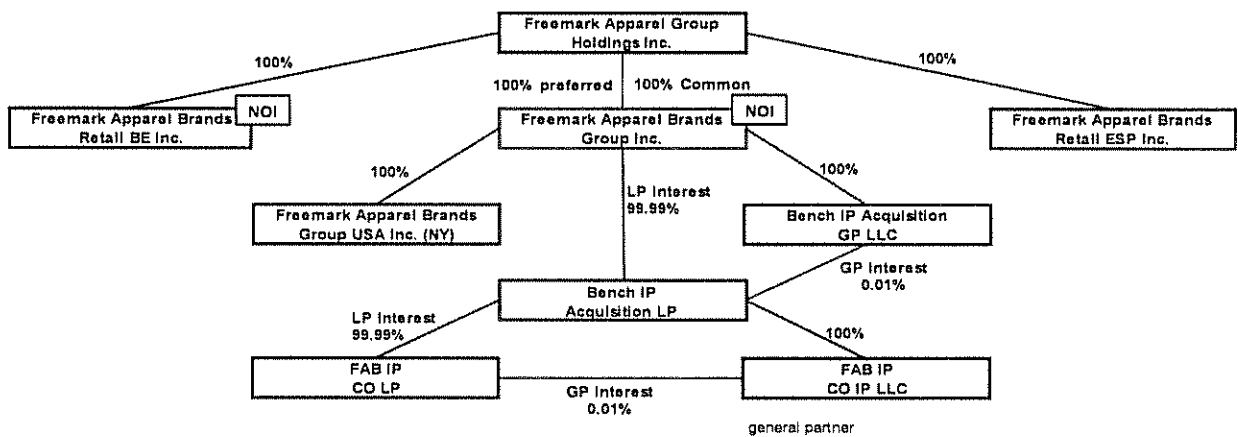 Freemark Apparel Group
Holdings Inc.
100%
100% preferred
100% Common
100%
NOI
Freemark Apparel Brands
Retail BE Inc.
NOI
Freemark Apparel Brands
Group Inc.
Freemark Apparel Brands
Retail ESP Inc.
100%
LP Interest
99.99%
100%
Freemark Apparel Brands
Group USA Inc. (NY)
Bench IP Acquisition
GP LLC
GP Interest
0.01%
Bench IP
Acquisition LP
LP Interest
99.99%
100%
FAB IP
CO LP
GP Interest
0.01%
FAB IP
CO IP LLC
general partner